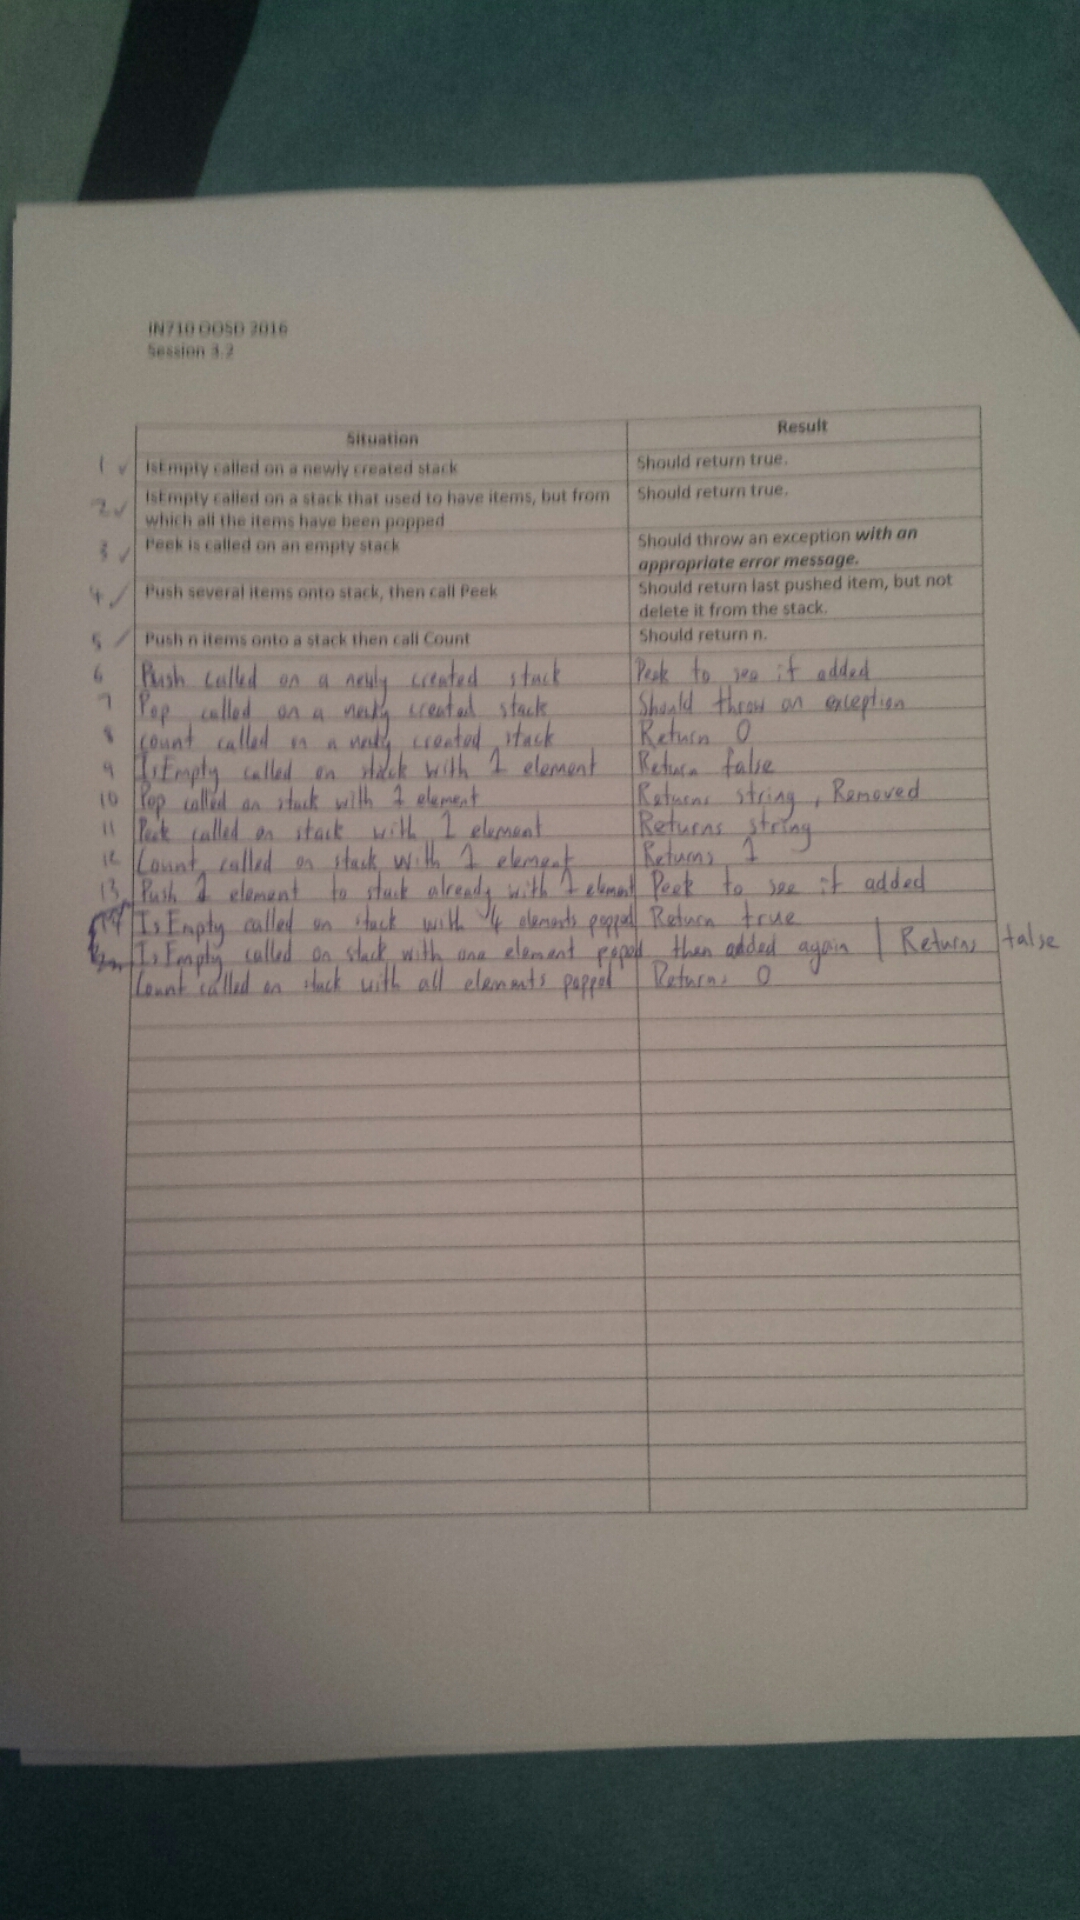 IN710 OOSD 2016
Session 3.2
Situation Result
1 ✓ IsEmpty called on a newly created stack Should return true.
2 ✓ IsEmpty called on a stack that used to have items, but from Should return true.
which all the items have been popped
3 ✓ Peek is called on an empty stack Should throw an exception with an
appropriate error message.
4 ✓ Push several items onto stack, then call Peek Should return last pushed item, but not
delete it from the stack.
5 ✓ Push n items onto a stack then call Count Should return n.
6 Push called on a newly created stack Peek to see if added
7 Pop called on a newly created stack Should throw an exception
8 Count called on a newly created stack Return 0
9 IsEmpty called on stack with 1 element Return false
10 Pop called on stack with 1 element Returns string, Removed
11 Peek called on stack with 1 element Returns string
12 Count called on stack with 1 element Returns 1
13 Push 1 element to stack already with 1 element Peek to see if added
14 IsEmpty called on stack with 4 elements popped Return true
IsEmpty called on stack with one element poped then added again | Returns false
Count called on stack with all elements popped Returns 0